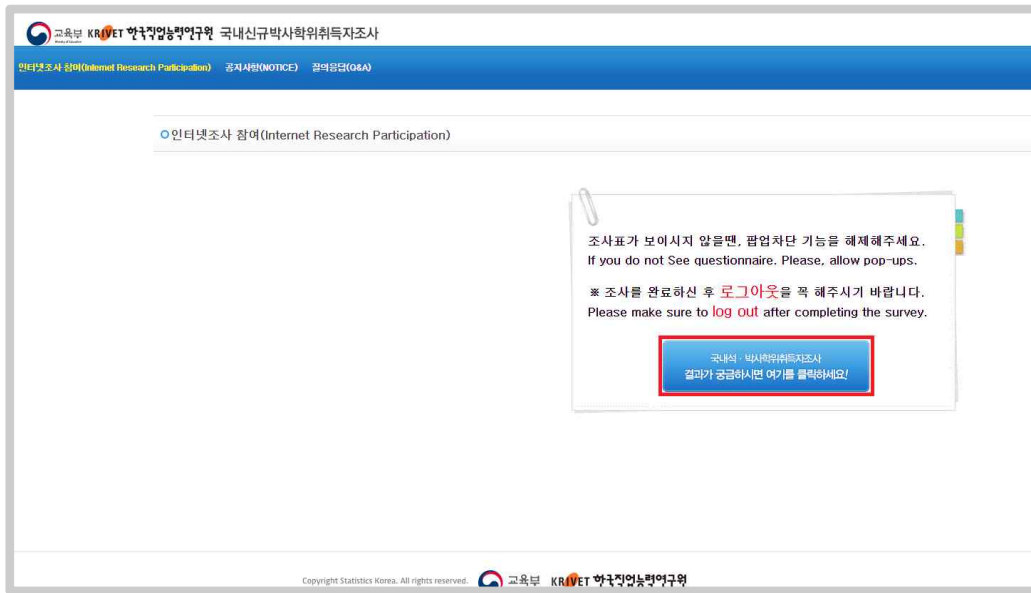 교육부 KRIVET 한국직업능력연구원 국내신규박사학위취득자조사
Ministry of Education
인터넷조사 참여(Internet Research Participation) 공지사항(NOTICE) 질의응답(Q&A)
인터넷조사 참여(Internet Research Participation)
조사표가 보이시지 않을땐, 팝업차단 기능을 해제해주세요.
If you do not See questionnaire. Please, allow pop-ups.
※ 조사를 완료하신 후 로그아웃을 꼭 해주시기 바랍니다.
Please make sure to log out after completing the survey.
국내석·박사학위취득자조사
결과가 궁금하시면 여기를 클릭하세요!
Copyright Statistics Korea. All rights reserved. 교육부 KRIVET 한국직업능력연구원